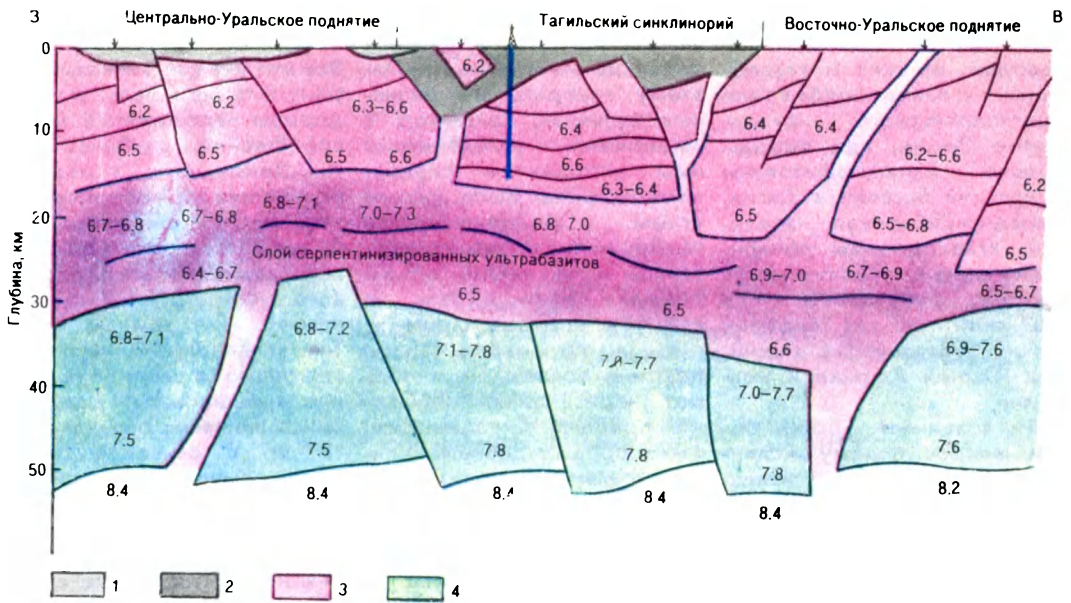 З Центрально-Уральское поднятие Тагильский синклинорий Восточно-Уральское поднятие В
0
6.2
6.2 6.2 6.3–6.6
10 6.4 6.4 6.4
6.5 6.5 6.5 6.6 6.6 6.2–6.6
6.3–6.4 6.2
20 6.7–6.8 6.7–6.8 6.8–7.1 7.0–7.3 6.8 7.0 6.5 6.5–6.8
Слой серпентинизированных ультрабазитов 6.5
6.4–6.7 6.9–7.0 6.7–6.9
30 6.5 6.5 6.5–6.7
6.8–7.1 6.8–7.2 7.1–7.8 6.6 6.9–7.6
40 7.0–7.7
7.5 7.5 7.8 7.8 7.8 7.6
50
8.4 8.4 8.4 8.4 8.2
60
Глубина, км
1 2 3 4